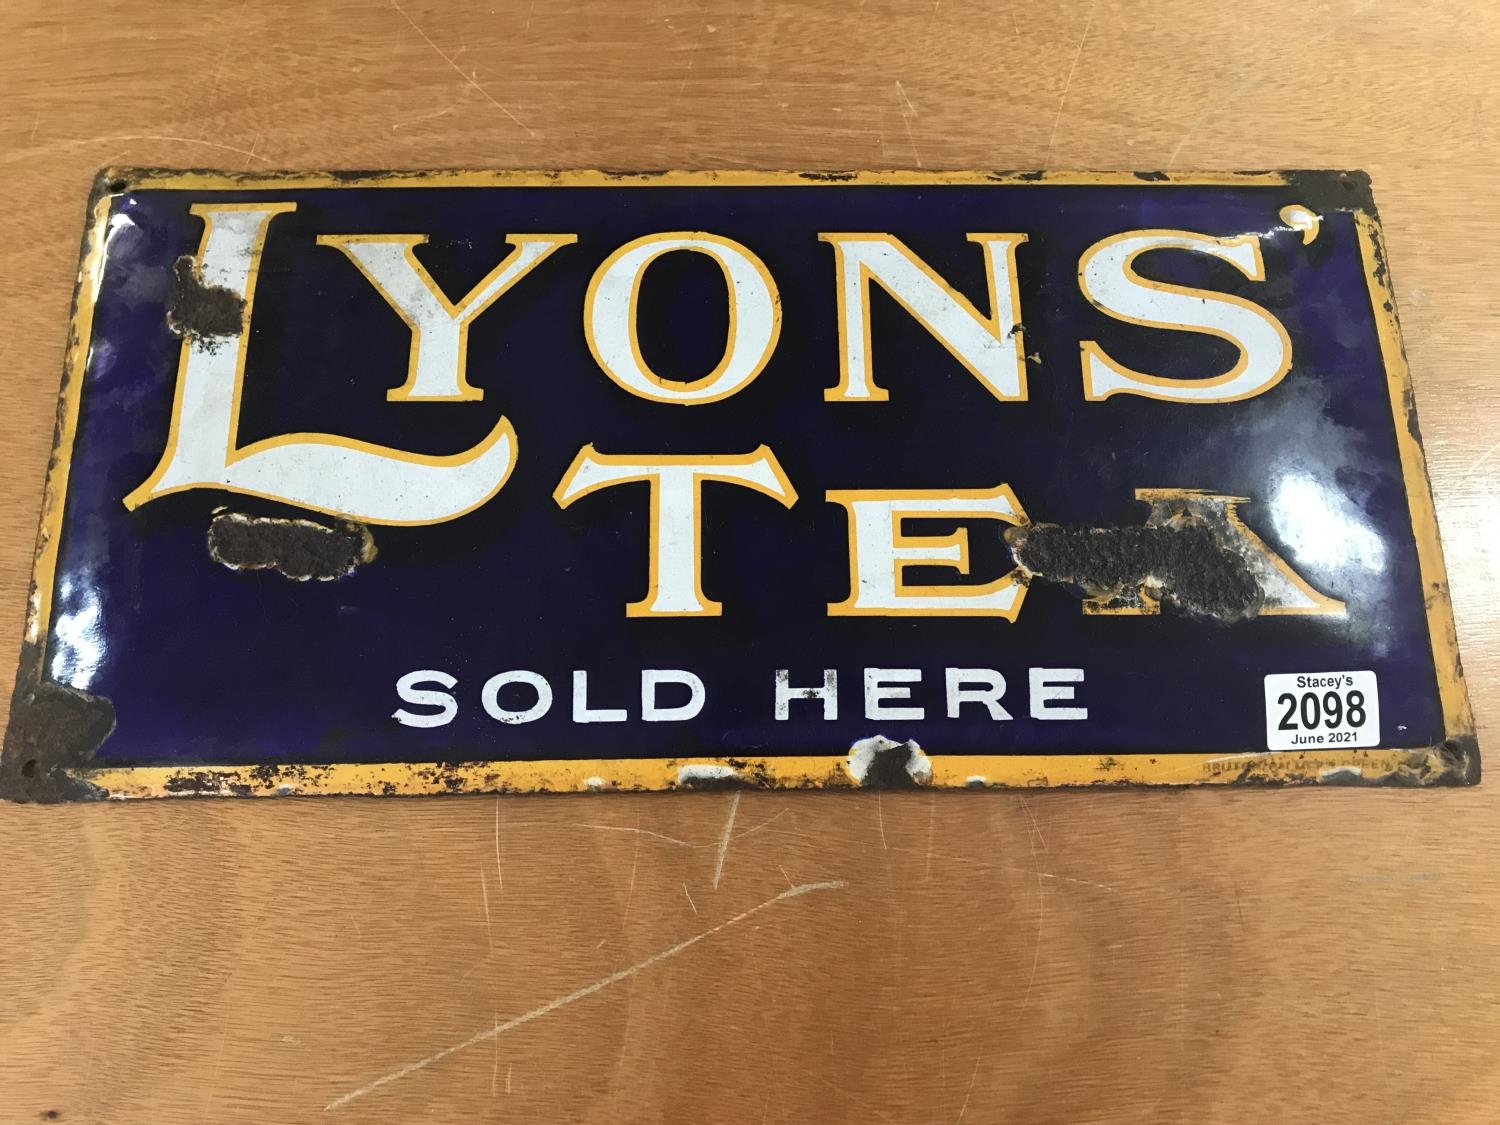 LYONS'
TEA
SOLD HERE
Stacey's
2098
June 2021